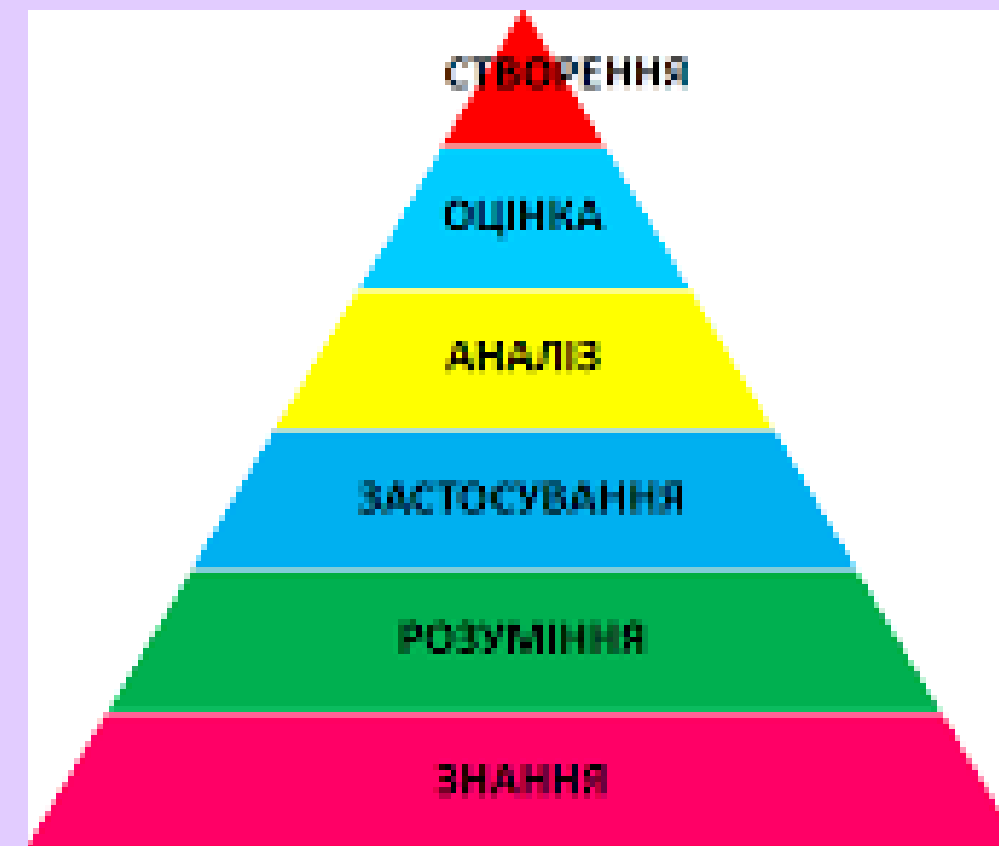 СТВОРЕННЯ
ОЦІНКА
АНАЛІЗ
ЗАСТОСУВАННЯ
РОЗУМІННЯ
ЗНАННЯ